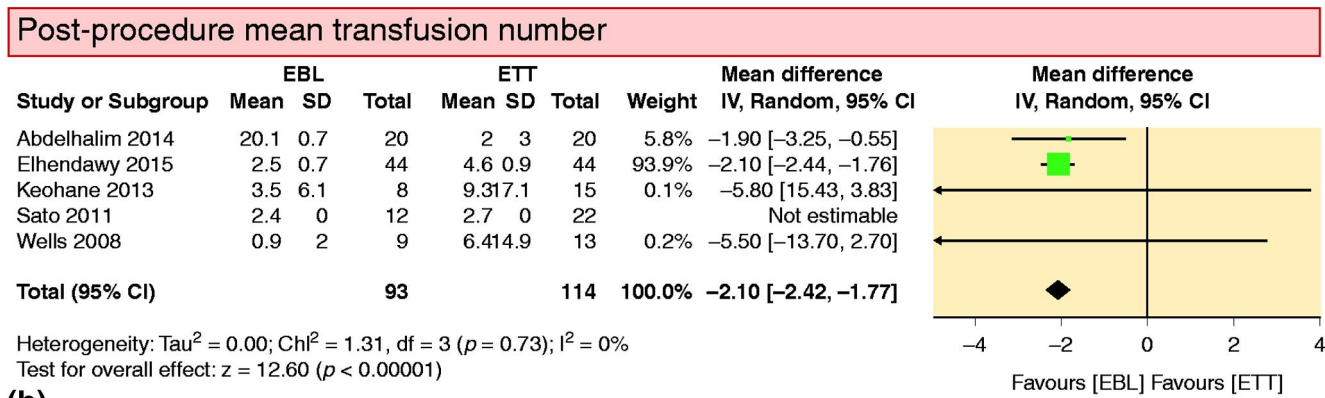 Post-procedure mean transfusion number
EBL ETT Mean difference Mean difference
Study or Subgroup Mean SD Total Mean SD Total Weight IV, Random, 95% CI IV, Random, 95% CI
Abdelhalim 2014 20.1 0.7 20 2 3 20 5.8% −1.90 [−3.25, −0.55]
Elhendawy 2015 2.5 0.7 44 4.6 0.9 44 93.9% −2.10 [−2.44, −1.76]
Keohane 2013 3.5 6.1 8 9.317.1 15 0.1% −5.80 [15.43, 3.83]
Sato 2011 2.4 0 12 2.7 0 22 Not estimable
Wells 2008 0.9 2 9 6.414.9 13 0.2% −5.50 [−13.70, 2.70]
Total (95% CI) 93 114 100.0% −2.10 [−2.42, −1.77]
Heterogeneity: Tau² = 0.00; Chl² = 1.31, df = 3 (p = 0.73); I² = 0%
Test for overall effect: z = 12.60 (p < 0.00001)
−4 −2 0 2 4
Favours [EBL] Favours [ETT]